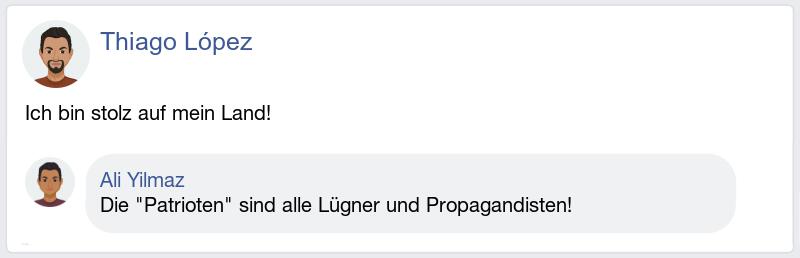 Thiago López
Ich bin stolz auf mein Land!
Ali Yilmaz
Die "Patrioten" sind alle Lügner und Propagandisten!